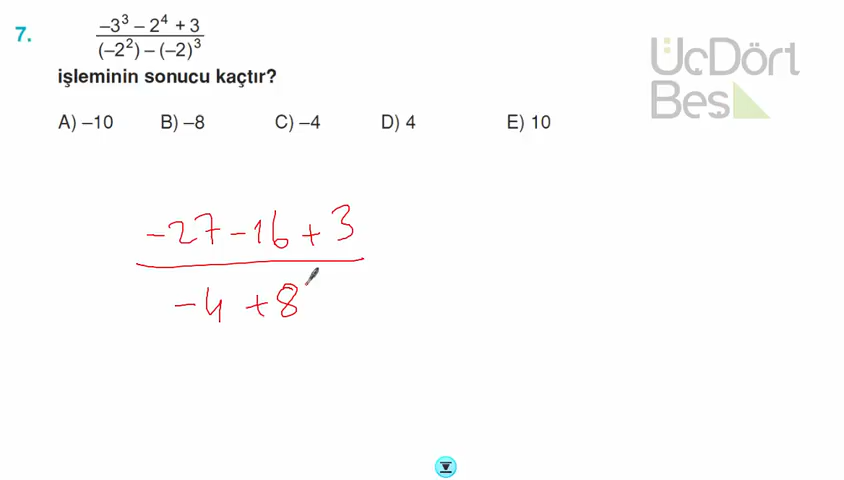 7.
–3³ – 2⁴ + 3
(–2²) – (–2)³
işleminin sonucu kaçtır?
A) –10 B) –8 C) –4 D) 4 E) 10
ÜçDört
Beş
-27-16+3
-4+8